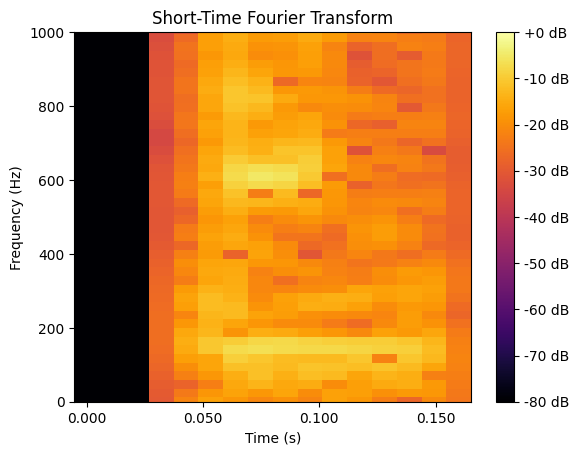 Short-Time Fourier Transform
1000
800
600
400
200
0
Frequency (Hz)
0.000
0.050
0.100
0.150
Time (s)
+0 dB
-10 dB
-20 dB
-30 dB
-40 dB
-50 dB
-60 dB
-70 dB
-80 dB